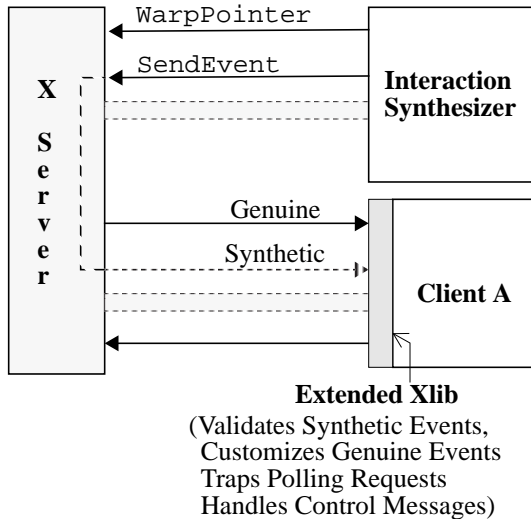 WarpPointer
SendEvent
X Server
Interaction
Synthesizer
Genuine
Synthetic
Client A
Extended Xlib
(Validates Synthetic Events,
Customizes Genuine Events
Traps Polling Requests
Handles Control Messages)